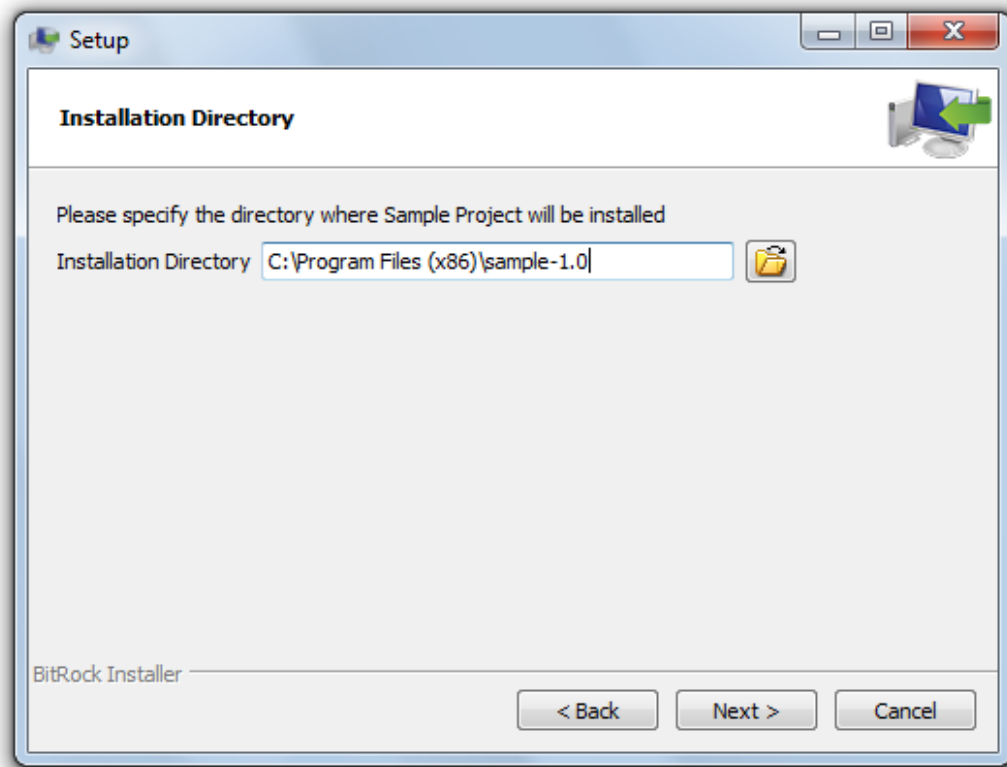 Setup
Installation Directory
Please specify the directory where Sample Project will be installed
Installation Directory C:\Program Files (x86)\sample-1.0
BitRock Installer
< Back Next > Cancel